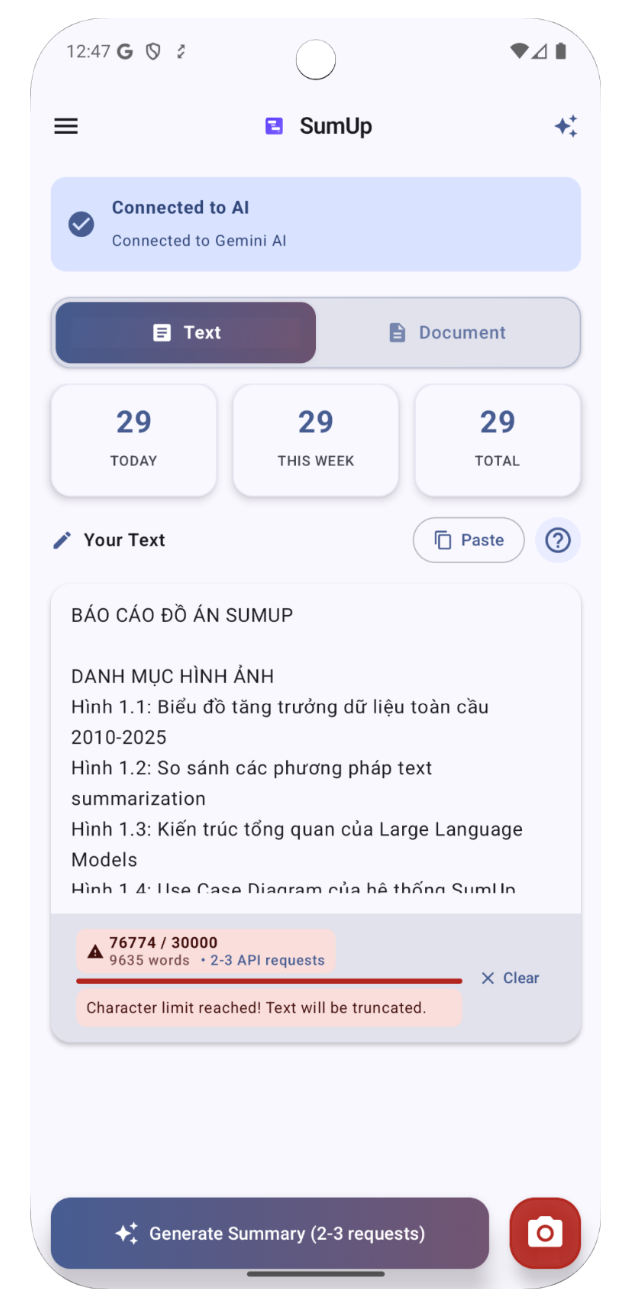 12:47
SumUp
Connected to AI
Connected to Gemini AI
Text
Document
29
29
29
TODAY
THIS WEEK
TOTAL
Your Text
Paste
BÁO CÁO ĐỒ ÁN SUMUP
DANH MỤC HÌNH ẢNH
Hình 1.1: Biểu đồ tăng trưởng dữ liệu toàn cầu
2010-2025
Hình 1.2: So sánh các phương pháp text
summarization
Hình 1.3: Kiến trúc tổng quan của Large Language
Models
Hình 1.4: Use Case Diagram của hệ thống SumUp
76774 / 30000
9635 words • 2-3 API requests
Clear
Character limit reached! Text will be truncated.
Generate Summary (2-3 requests)